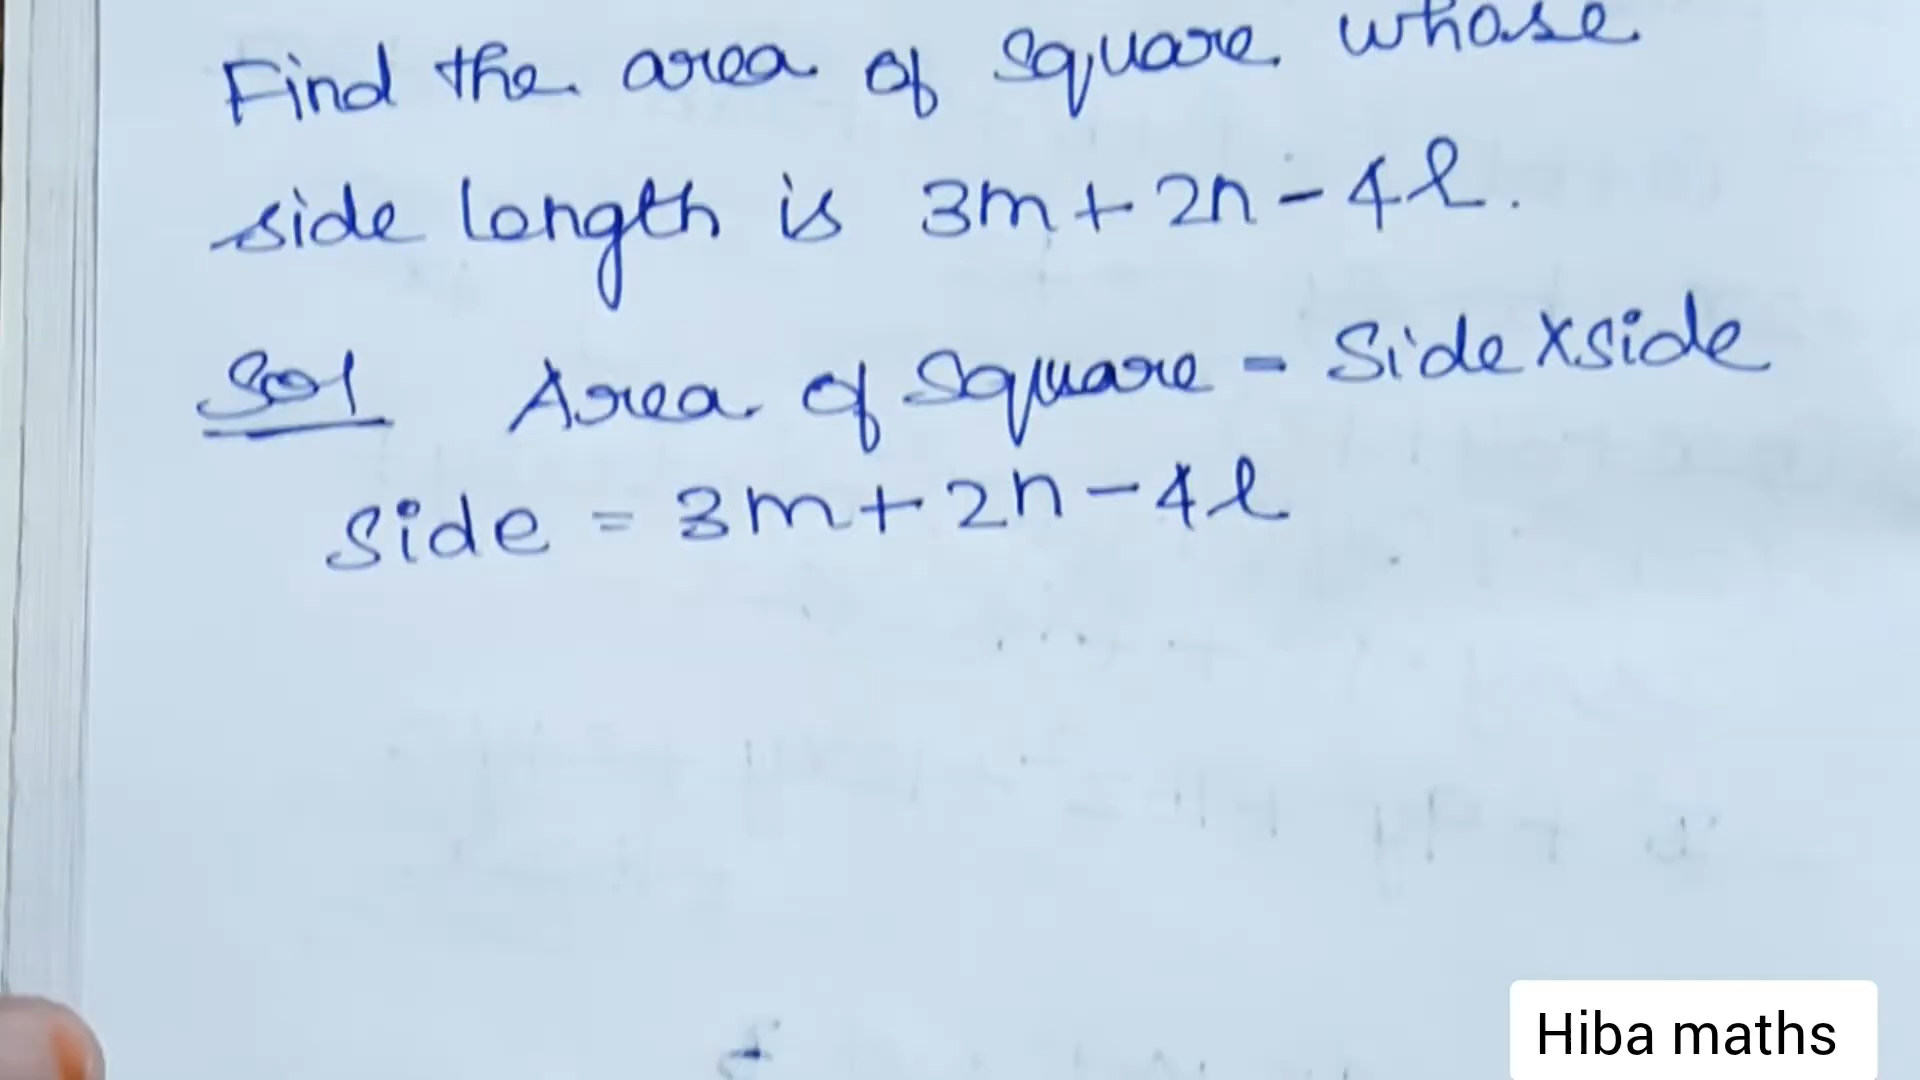 Find the area of Square whose
side length is 3m + 2n - 4l.
Sol Area of Square = Side X Side
Side = 3m + 2n - 4l
Hiba maths